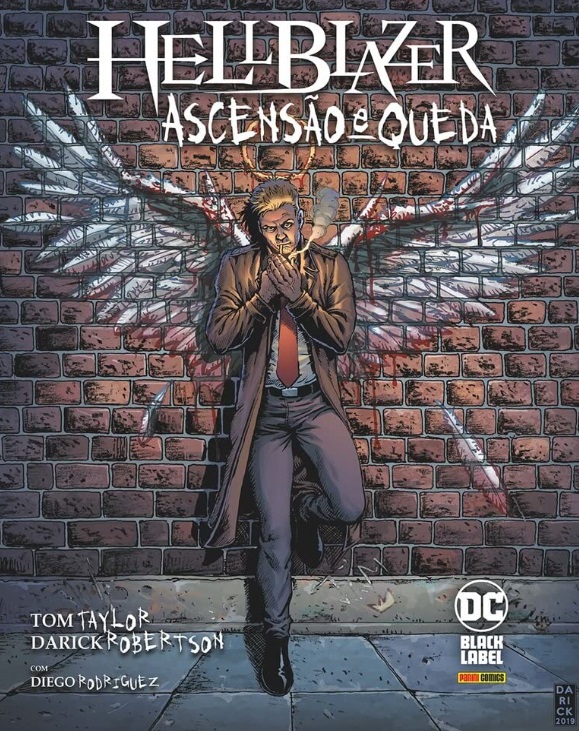 HELLBLAZER
ASCENSÃO E QUEDA
TOM TAYLOR
DARICK ROBERTSON
COM
DIEGO RODRIGUEZ
DC
BLACK
LABEL
PANINI COMICS
DA
RI
CK
2019